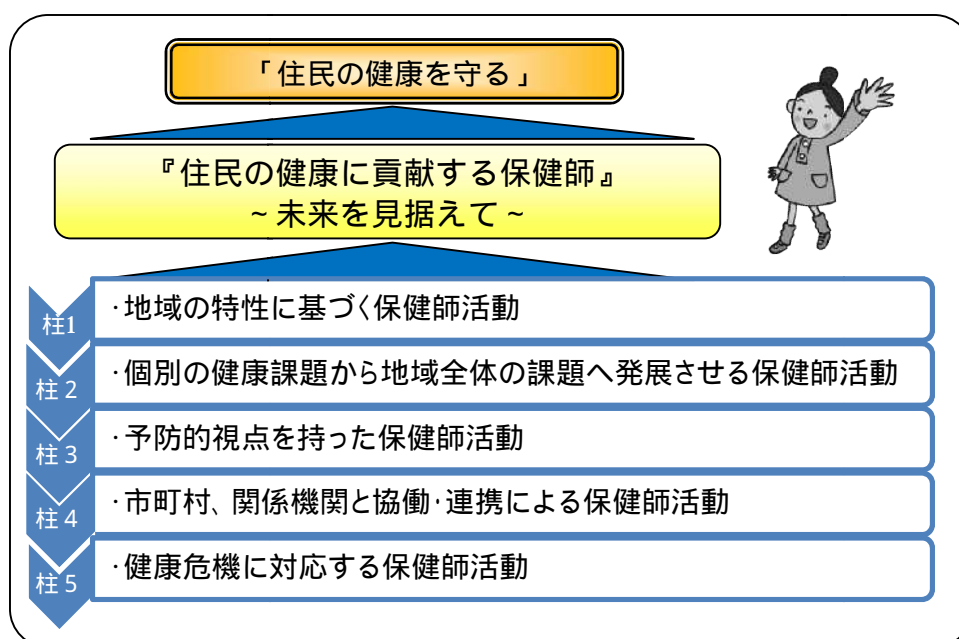 「住民の健康を守る」
『住民の健康に貢献する保健師』
~未来を見据えて~
柱1
・地域の特性に基づく保健師活動
柱2
・個別の健康課題から地域全体の課題へ発展させる保健師活動
柱3
・予防的視点を持った保健師活動
柱4
・市町村、関係機関と協働・連携による保健師活動
柱5
・健康危機に対応する保健師活動